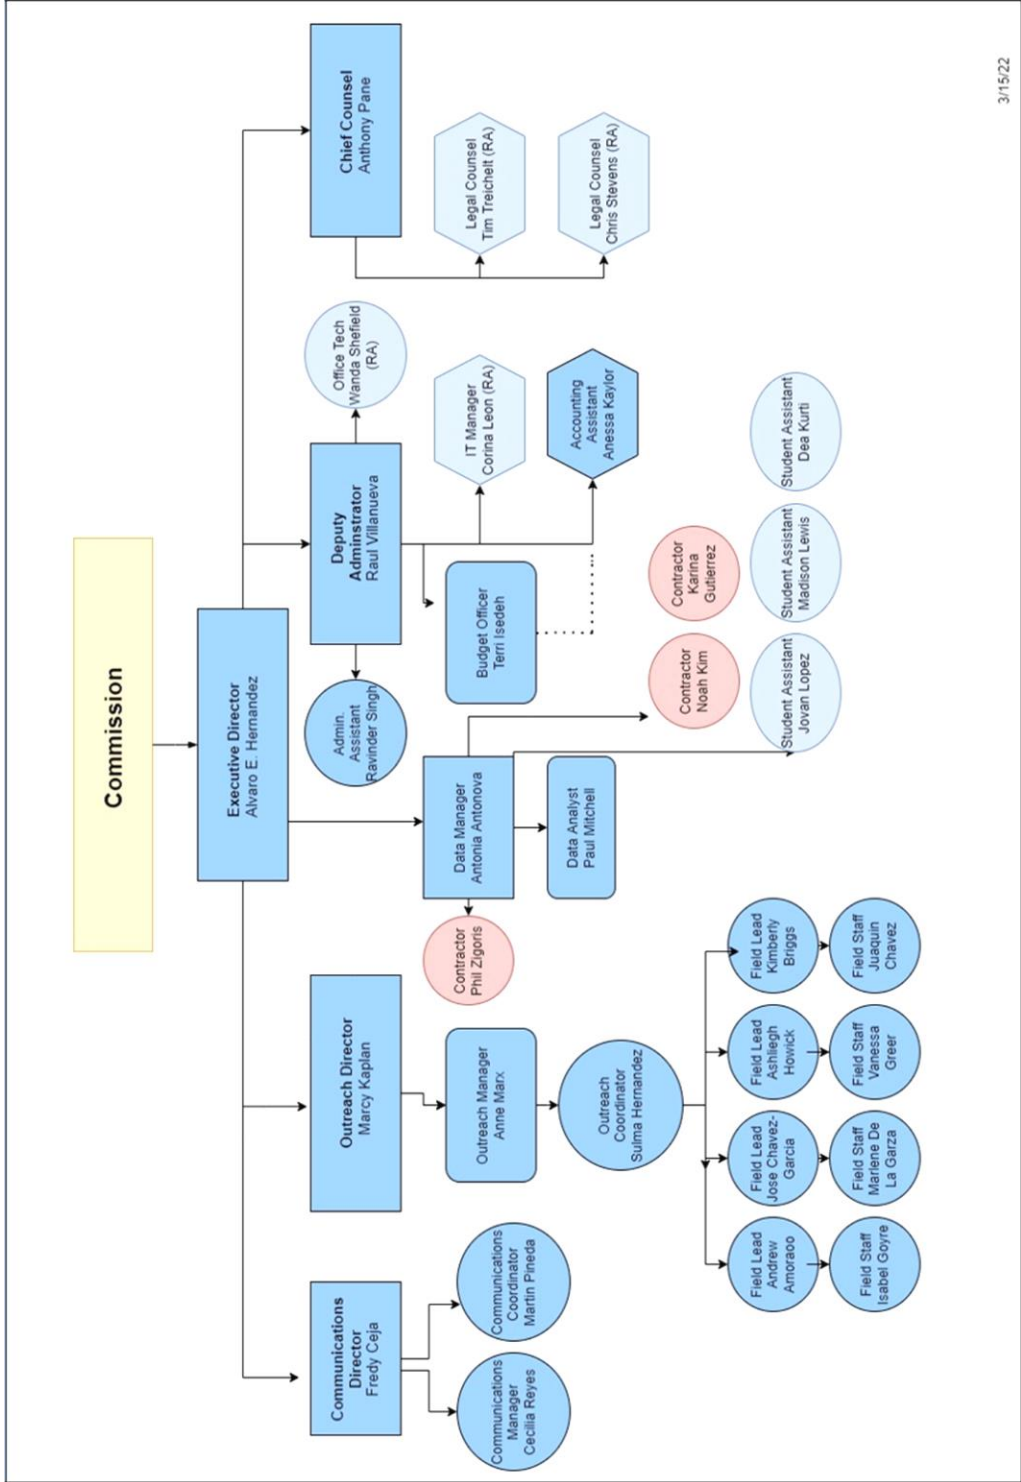 Commission
Executive Director
Alvaro E. Hernandez
Communications
Director
Fredy Ceja
Outreach Director
Marcy Kaplan
Deputy
Adminstrator
Raul Villanueva
Chief Counsel
Anthony Pane
Admin.
Assistant
Ravinder Singh
Office Tech
Wanda Shefield
(RA)
Communications
Manager
Cecilia Reyes
Communications
Coordinator
Martin Pineda
Outreach Manager
Anne Marx
Contractor
Phil Zigoris
Data Manager
Antonia Antonova
Budget Officer
Terri Isedeh
IT Manager
Corina Leon (RA)
Legal Counsel
Tim Treichelt (RA)
Outreach
Coordinator
Sulma Hernandez
Data Analyst
Paul Mitchell
Accounting
Assistant
Anessa Kaylor
Legal Counsel
Chris Stevens (RA)
Contractor
Noah Kim
Contractor
Karina
Gutierrez
Field Lead
Andrew
Amoraoo
Field Lead
Jose Chavez-
Garcia
Field Lead
Ashliegh
Howick
Field Lead
Kimberly
Briggs
Student Assistant
Jovan Lopez
Student Assistant
Madison Lewis
Student Assistant
Dea Kurti
Field Staff
Isabel Goyre
Field Staff
Marlene De
La Garza
Field Staff
Vanessa
Greer
Field Staff
Juaquin
Chavez
3/15/22